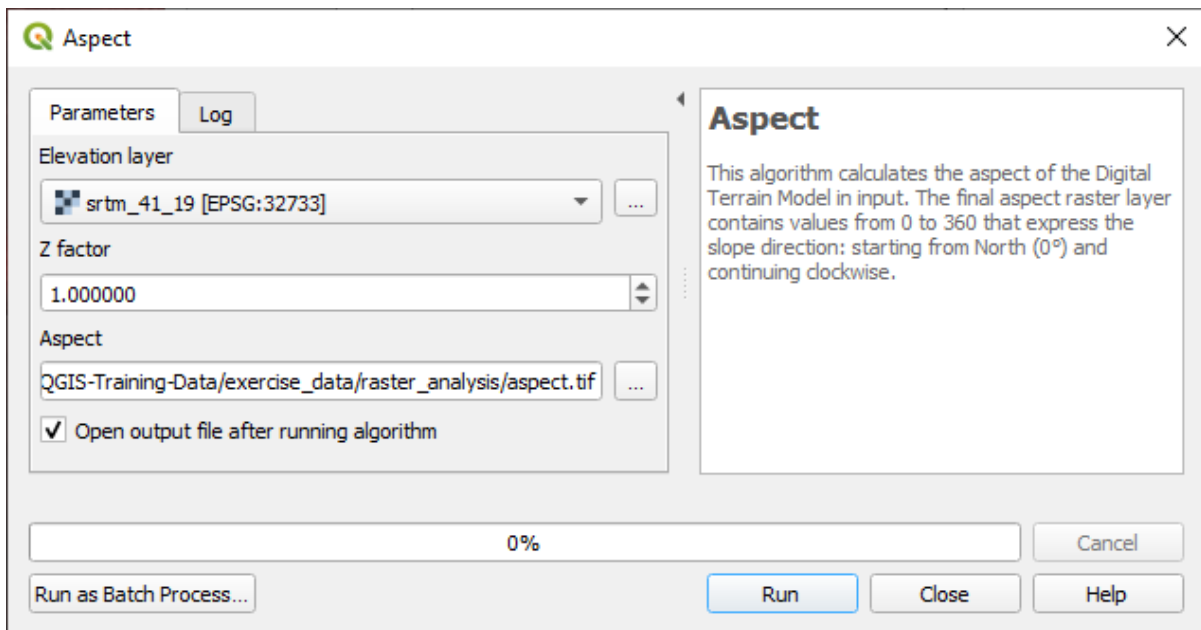 Aspect
Parameters
Log
Elevation layer
srtm_41_19 [EPSG:32733]
...
Z factor
1.000000
Aspect
QGIS-Training-Data/exercise_data/raster_analysis/aspect.tif
...
Open output file after running algorithm
Aspect
This algorithm calculates the aspect of the Digital
Terrain Model in input. The final aspect raster layer
contains values from 0 to 360 that express the
slope direction: starting from North (0°) and
continuing clockwise.
0%
Cancel
Run as Batch Process...
Run
Close
Help